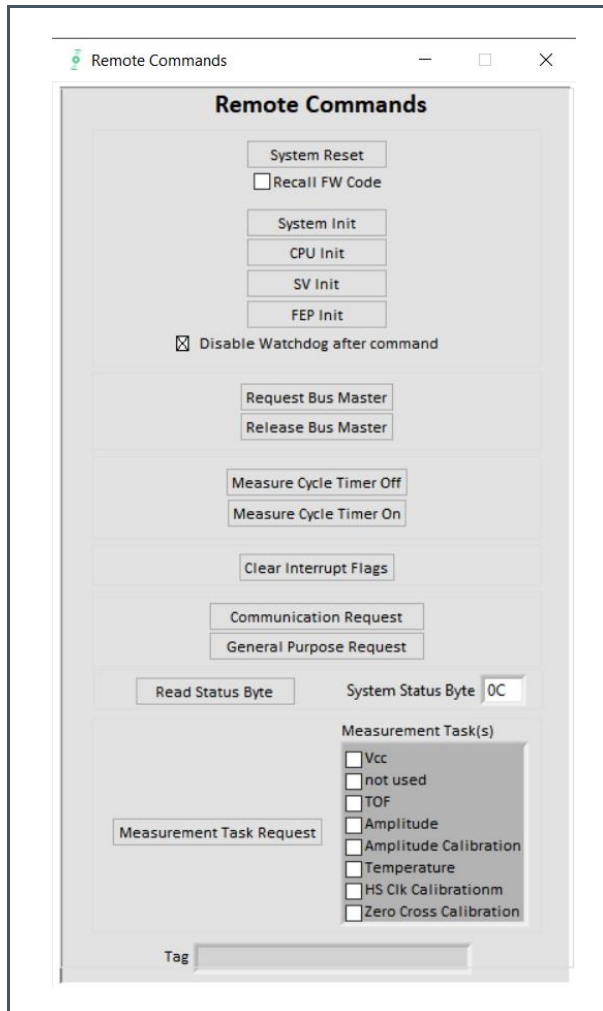 Remote Commands
Remote Commands
System Reset
Recall FW Code
System Init
CPU Init
SV Init
FEP Init
Disable Watchdog after command
Request Bus Master
Release Bus Master
Measure Cycle Timer Off
Measure Cycle Timer On
Clear Interrupt Flags
Communication Request
General Purpose Request
Read Status Byte System Status Byte 0C
Measurement Task(s)
Vcc
not used
TOF
Amplitude
Measurement Task Request
Amplitude Calibration
Temperature
HS Clk Calibrationm
Zero Cross Calibration
Tag